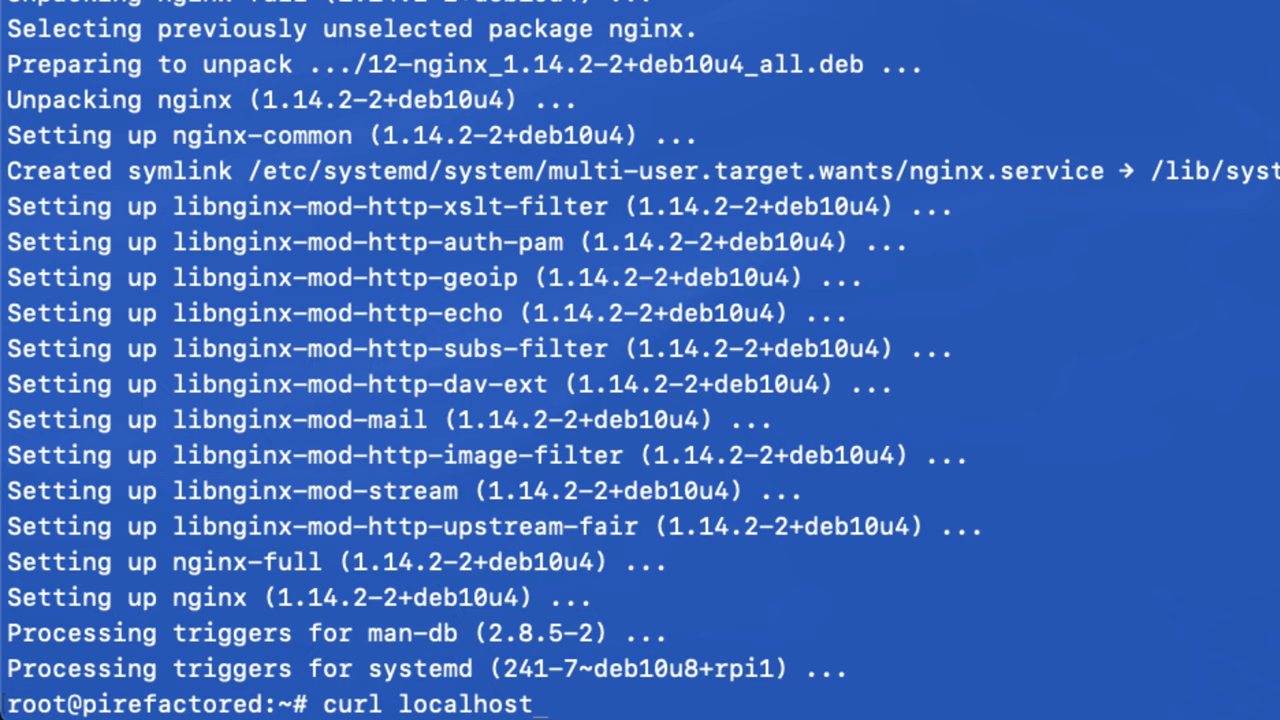 Unpacking nginx-full (1.14.2-2+deb10u4) ...
Selecting previously unselected package nginx.
Preparing to unpack .../12-nginx_1.14.2-2+deb10u4_all.deb ...
Unpacking nginx (1.14.2-2+deb10u4) ...
Setting up nginx-common (1.14.2-2+deb10u4) ...
Created symlink /etc/systemd/system/multi-user.target.wants/nginx.service → /lib/syst
Setting up libnginx-mod-http-xslt-filter (1.14.2-2+deb10u4) ...
Setting up libnginx-mod-http-auth-pam (1.14.2-2+deb10u4) ...
Setting up libnginx-mod-http-geoip (1.14.2-2+deb10u4) ...
Setting up libnginx-mod-http-echo (1.14.2-2+deb10u4) ...
Setting up libnginx-mod-http-subs-filter (1.14.2-2+deb10u4) ...
Setting up libnginx-mod-http-dav-ext (1.14.2-2+deb10u4) ...
Setting up libnginx-mod-mail (1.14.2-2+deb10u4) ...
Setting up libnginx-mod-http-image-filter (1.14.2-2+deb10u4) ...
Setting up libnginx-mod-stream (1.14.2-2+deb10u4) ...
Setting up libnginx-mod-http-upstream-fair (1.14.2-2+deb10u4) ...
Setting up nginx-full (1.14.2-2+deb10u4) ...
Setting up nginx (1.14.2-2+deb10u4) ...
Processing triggers for man-db (2.8.5-2) ...
Processing triggers for systemd (241-7~deb10u8+rpi1) ...
root@pirefactored:~# curl localhost_